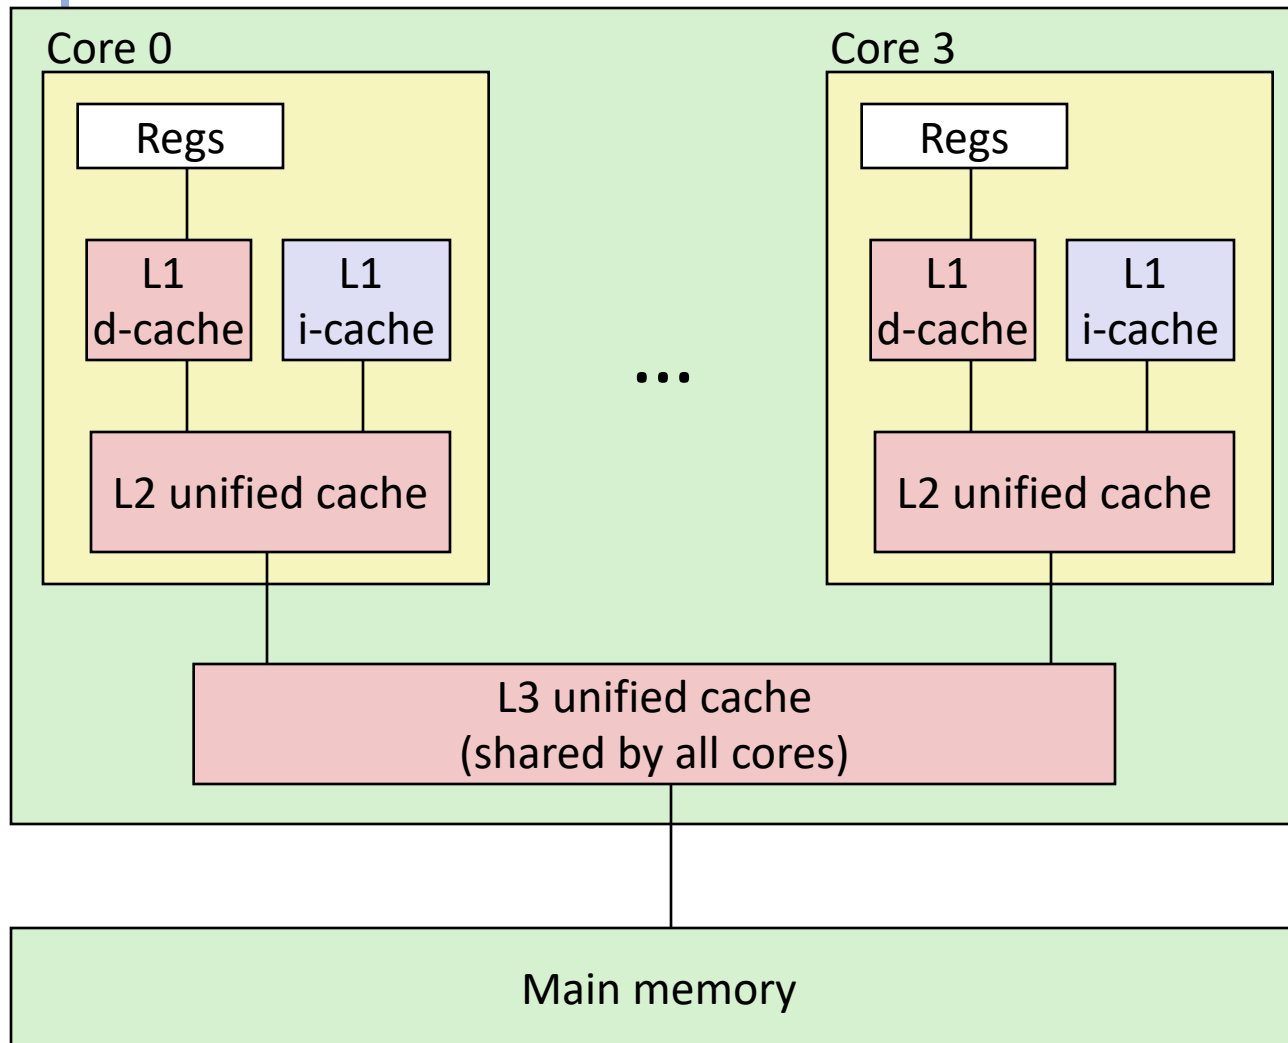 Core 0
Regs
L1
d-cache
L1
i-cache
L2 unified cache
...
Core 3
Regs
L1
d-cache
L1
i-cache
L2 unified cache
L3 unified cache
(shared by all cores)
Main memory